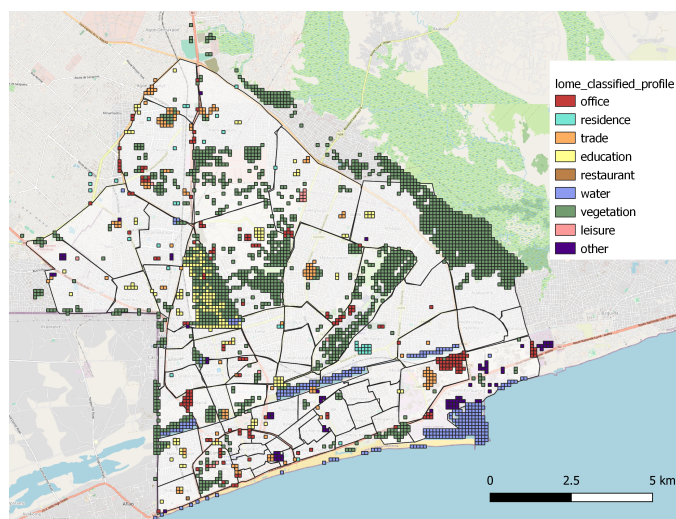 lome_classified_profile
office
residence
trade
education
restaurant
water
vegetation
leisure
other
0 2.5 5 km